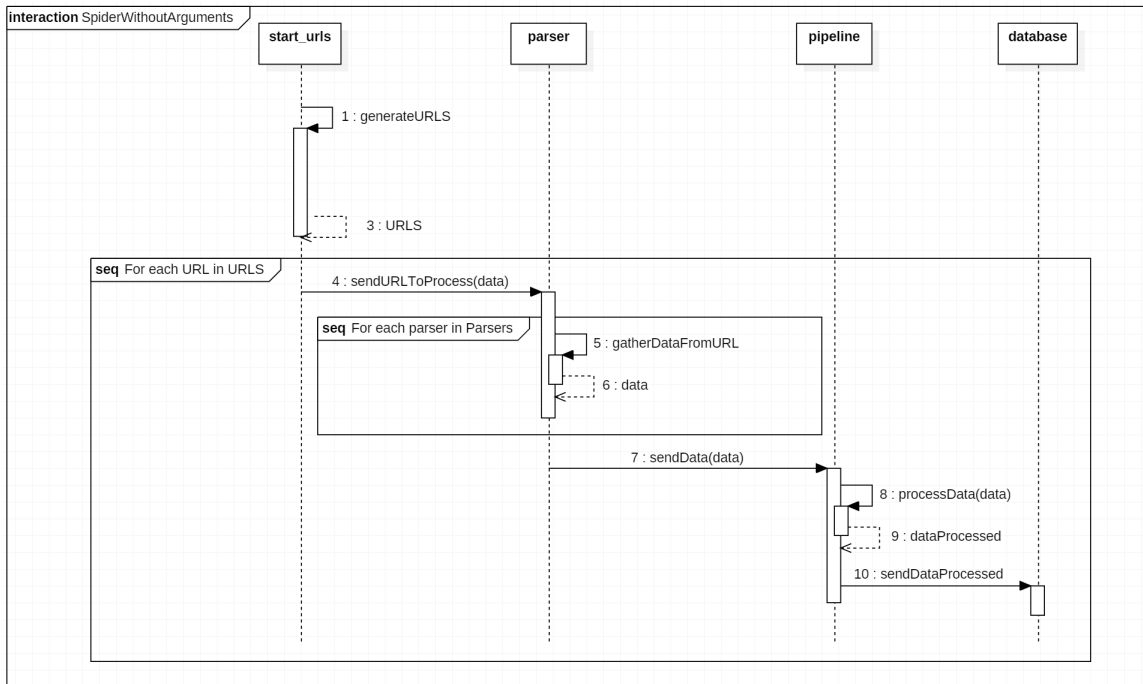 interaction SpiderWithoutArguments
start_urls
parser
pipeline
database
1 : generateURLS
3 : URLS
seq For each URL in URLS
4 : sendURLToProcess(data)
seq For each parser in Parsers
5 : gatherDataFromURL
6 : data
7 : sendData(data)
8 : processData(data)
9 : dataProcessed
10 : sendDataProcessed